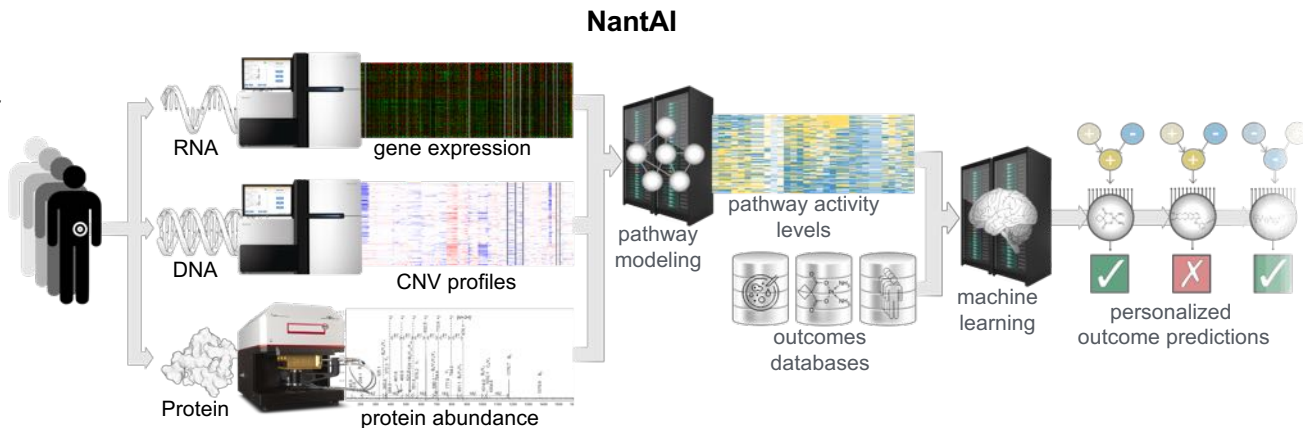 NantAI
RNA
gene expression
DNA
CNV profiles
Protein
protein abundance
pathway
modeling
pathway activity
levels
outcomes
databases
machine
learning
+
-
+
+
-
+
+
-
-
personalized
outcome predictions